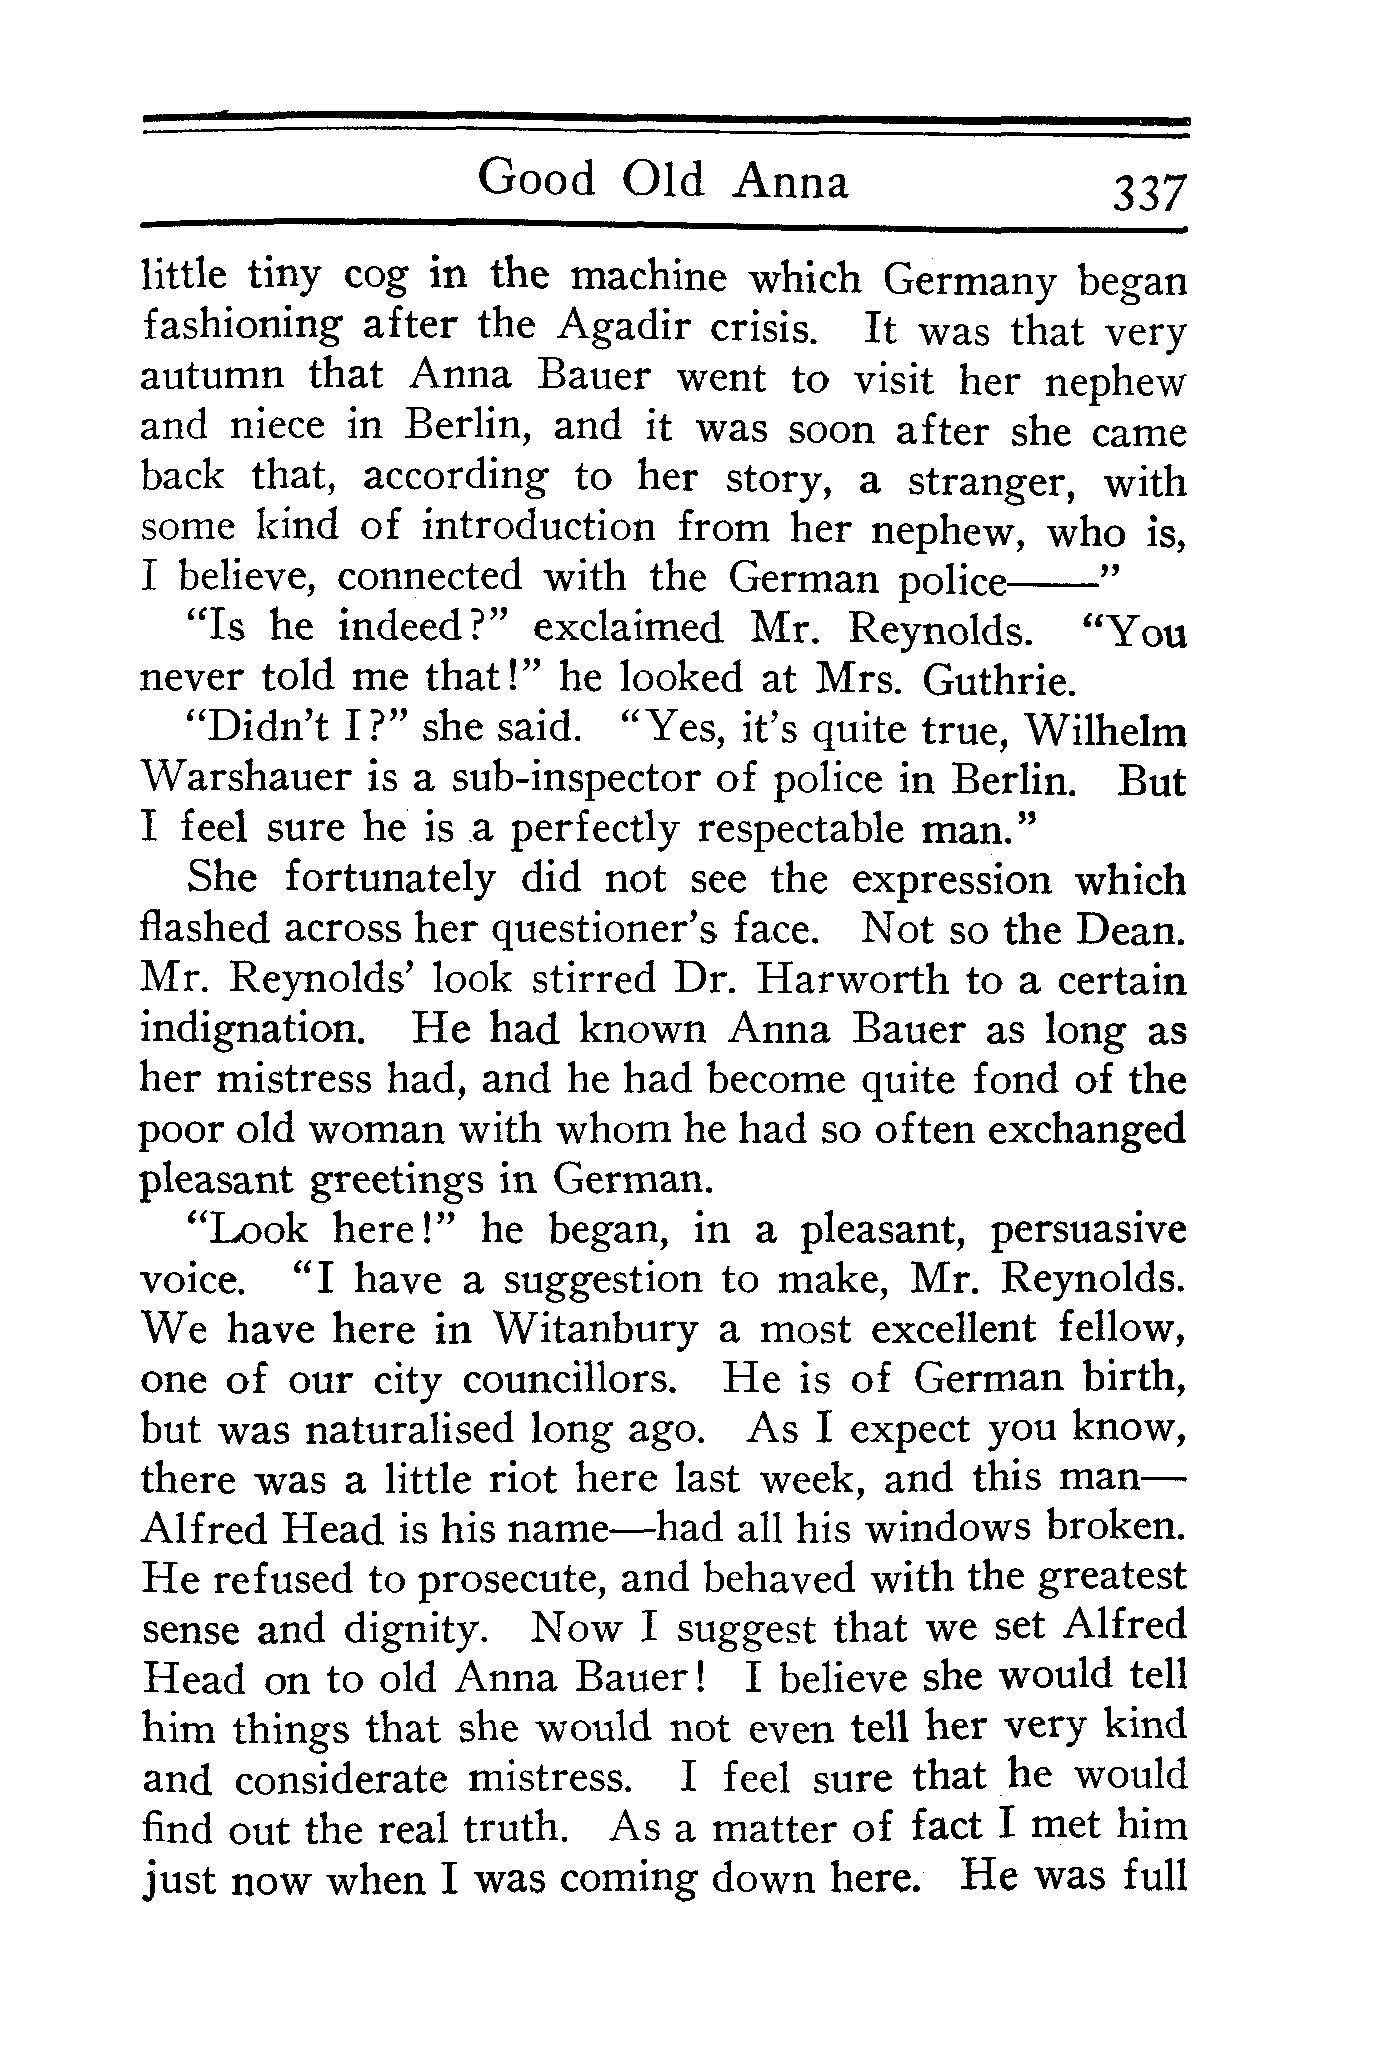 Good Old Anna 337
little tiny cog in the machine which Germany began
fashioning after the Agadir crisis. It was that very
autumn that Anna Bauer went to visit her nephew
and niece in Berlin, and it was soon after she came
back that, according to her story, a stranger, with
some kind of introduction from her nephew, who is,
I believe, connected with the German police——"
"Is he indeed?" exclaimed Mr. Reynolds. "You
never told me that!" he looked at Mrs. Guthrie.
"Didn't I?" she said. "Yes, it's quite true, Wilhelm
Warshauer is a sub-inspector of police in Berlin. But
I feel sure he is a perfectly respectable man."
She fortunately did not see the expression which
flashed across her questioner's face. Not so the Dean.
Mr. Reynolds' look stirred Dr. Harworth to a certain
indignation. He had known Anna Bauer as long as
her mistress had, and he had become quite fond of the
poor old woman with whom he had so often exchanged
pleasant greetings in German.
"Look here!" he began, in a pleasant, persuasive
voice. "I have a suggestion to make, Mr. Reynolds.
We have here in Witanbury a most excellent fellow,
one of our city councillors. He is of German birth,
but was naturalised long ago. As I expect you know,
there was a little riot here last week, and this man—
Alfred Head is his name—had all his windows broken.
He refused to prosecute, and behaved with the greatest
sense and dignity. Now I suggest that we set Alfred
Head on to old Anna Bauer! I believe she would tell
him things that she would not even tell her very kind
and considerate mistress. I feel sure that he would
find out the real truth. As a matter of fact I met him
just now when I was coming down here. He was full